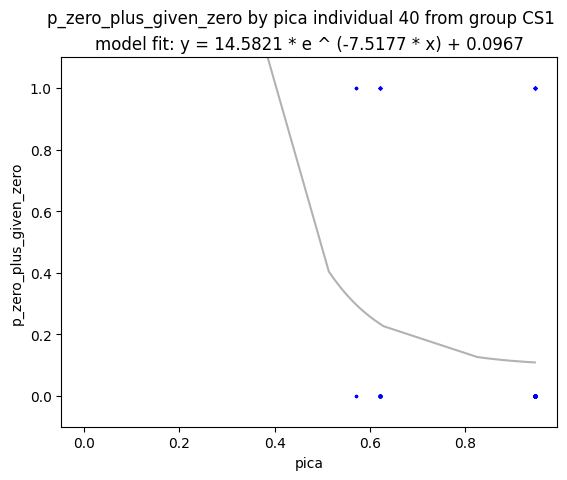 p_zero_plus_given_zero by pica individual 40 from group CS1
model fit: y = 14.5821 * e ^ (-7.5177 * x) + 0.0967
1.0
0.8
0.6
0.4
0.2
0.0
p_zero_plus_given_zero
0.0 0.2 0.4 0.6 0.8
pica